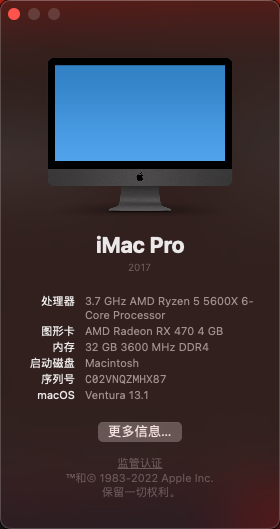 iMac Pro
2017
处理器 3.7 GHz AMD Ryzen 5 5600X 6-
Core Processor
图形卡 AMD Radeon RX 470 4 GB
内存 32 GB 3600 MHz DDR4
启动磁盘 Macintosh
序列号 C02VNQZMHX87
macOS Ventura 13.1
更多信息...
监管认证
™和© 1983-2022 Apple Inc.
保留一切权利。